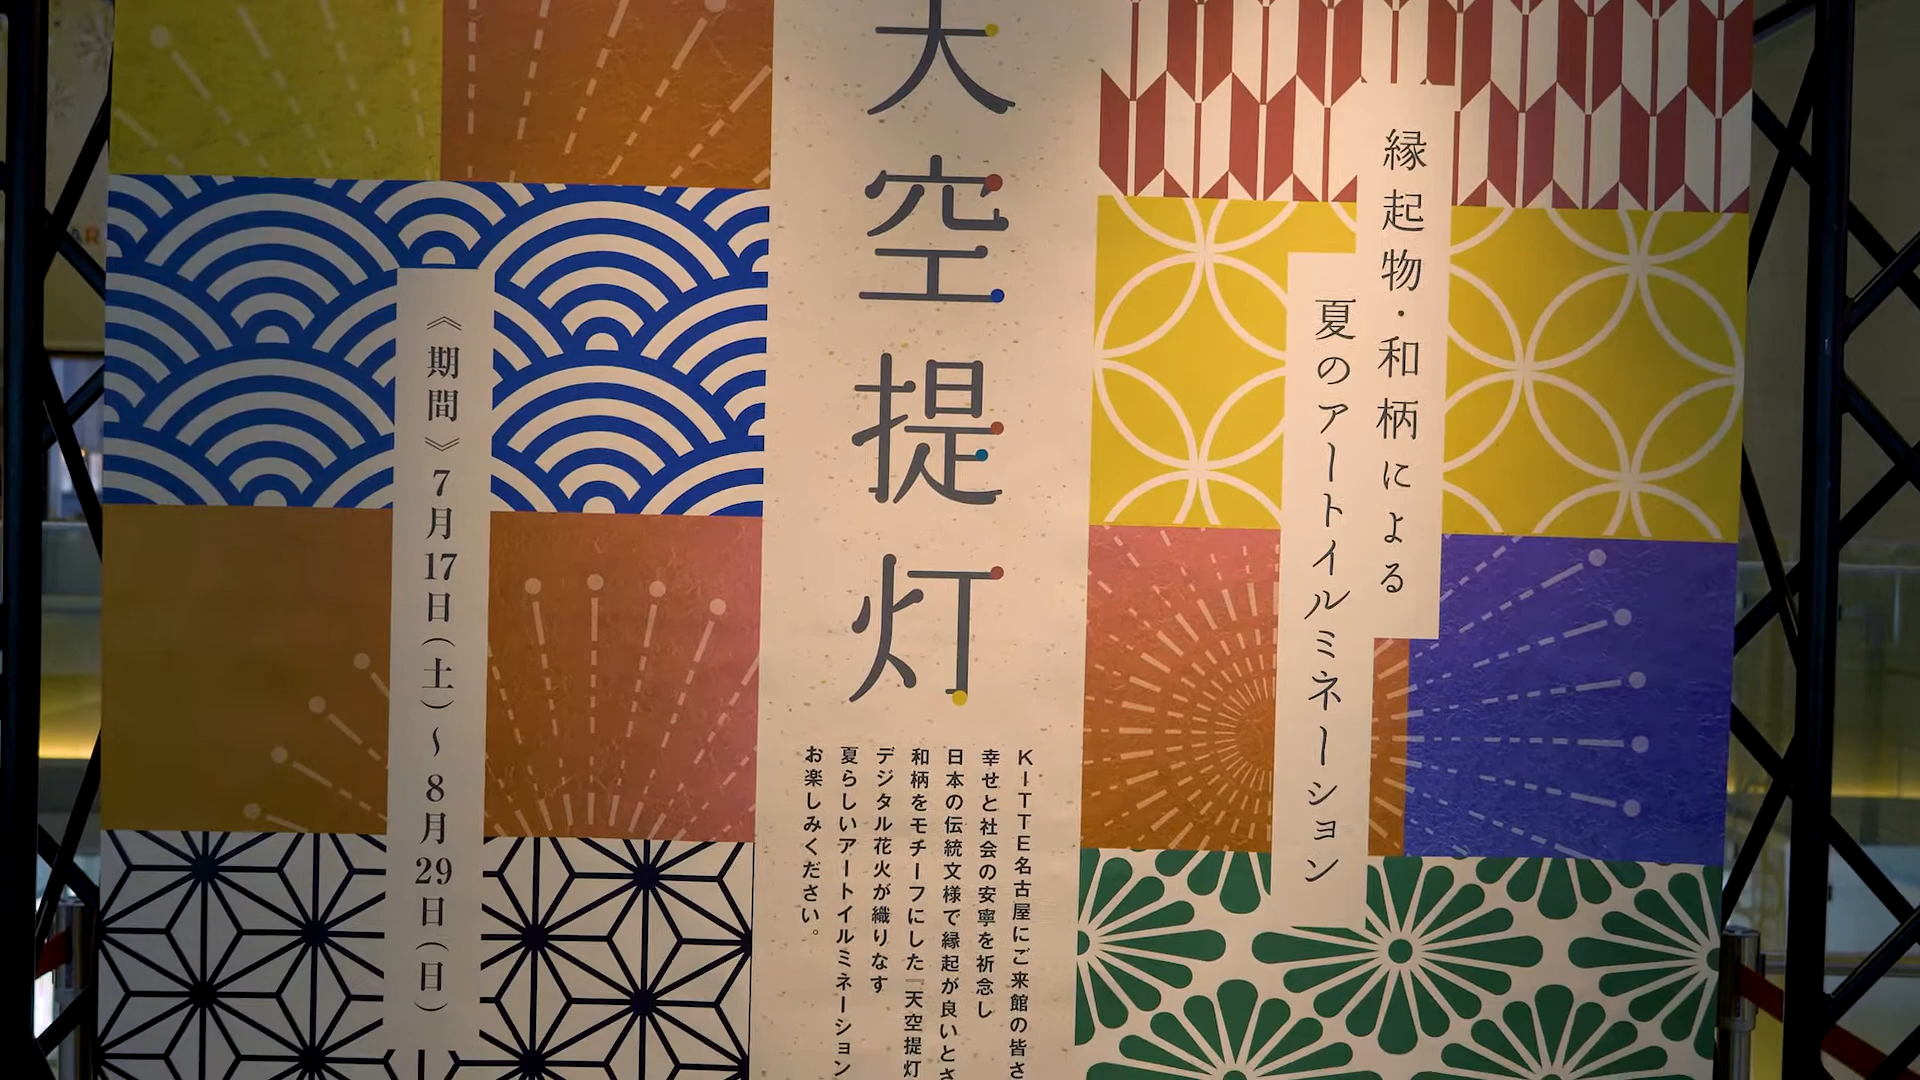 縁起物・和柄による
夏のアートイルミネーション
天空提灯
KITTE名古屋にご来館の皆さ
幸せと社会の安寧を祈念し
日本の伝統文様で縁起が良いとさ
和柄をモチーフにした『天空提灯
デジタル花火が織りなす
夏らしいアートイルミネーション
お楽しみください。
《期間》7月17日(土)~8月29日(日)